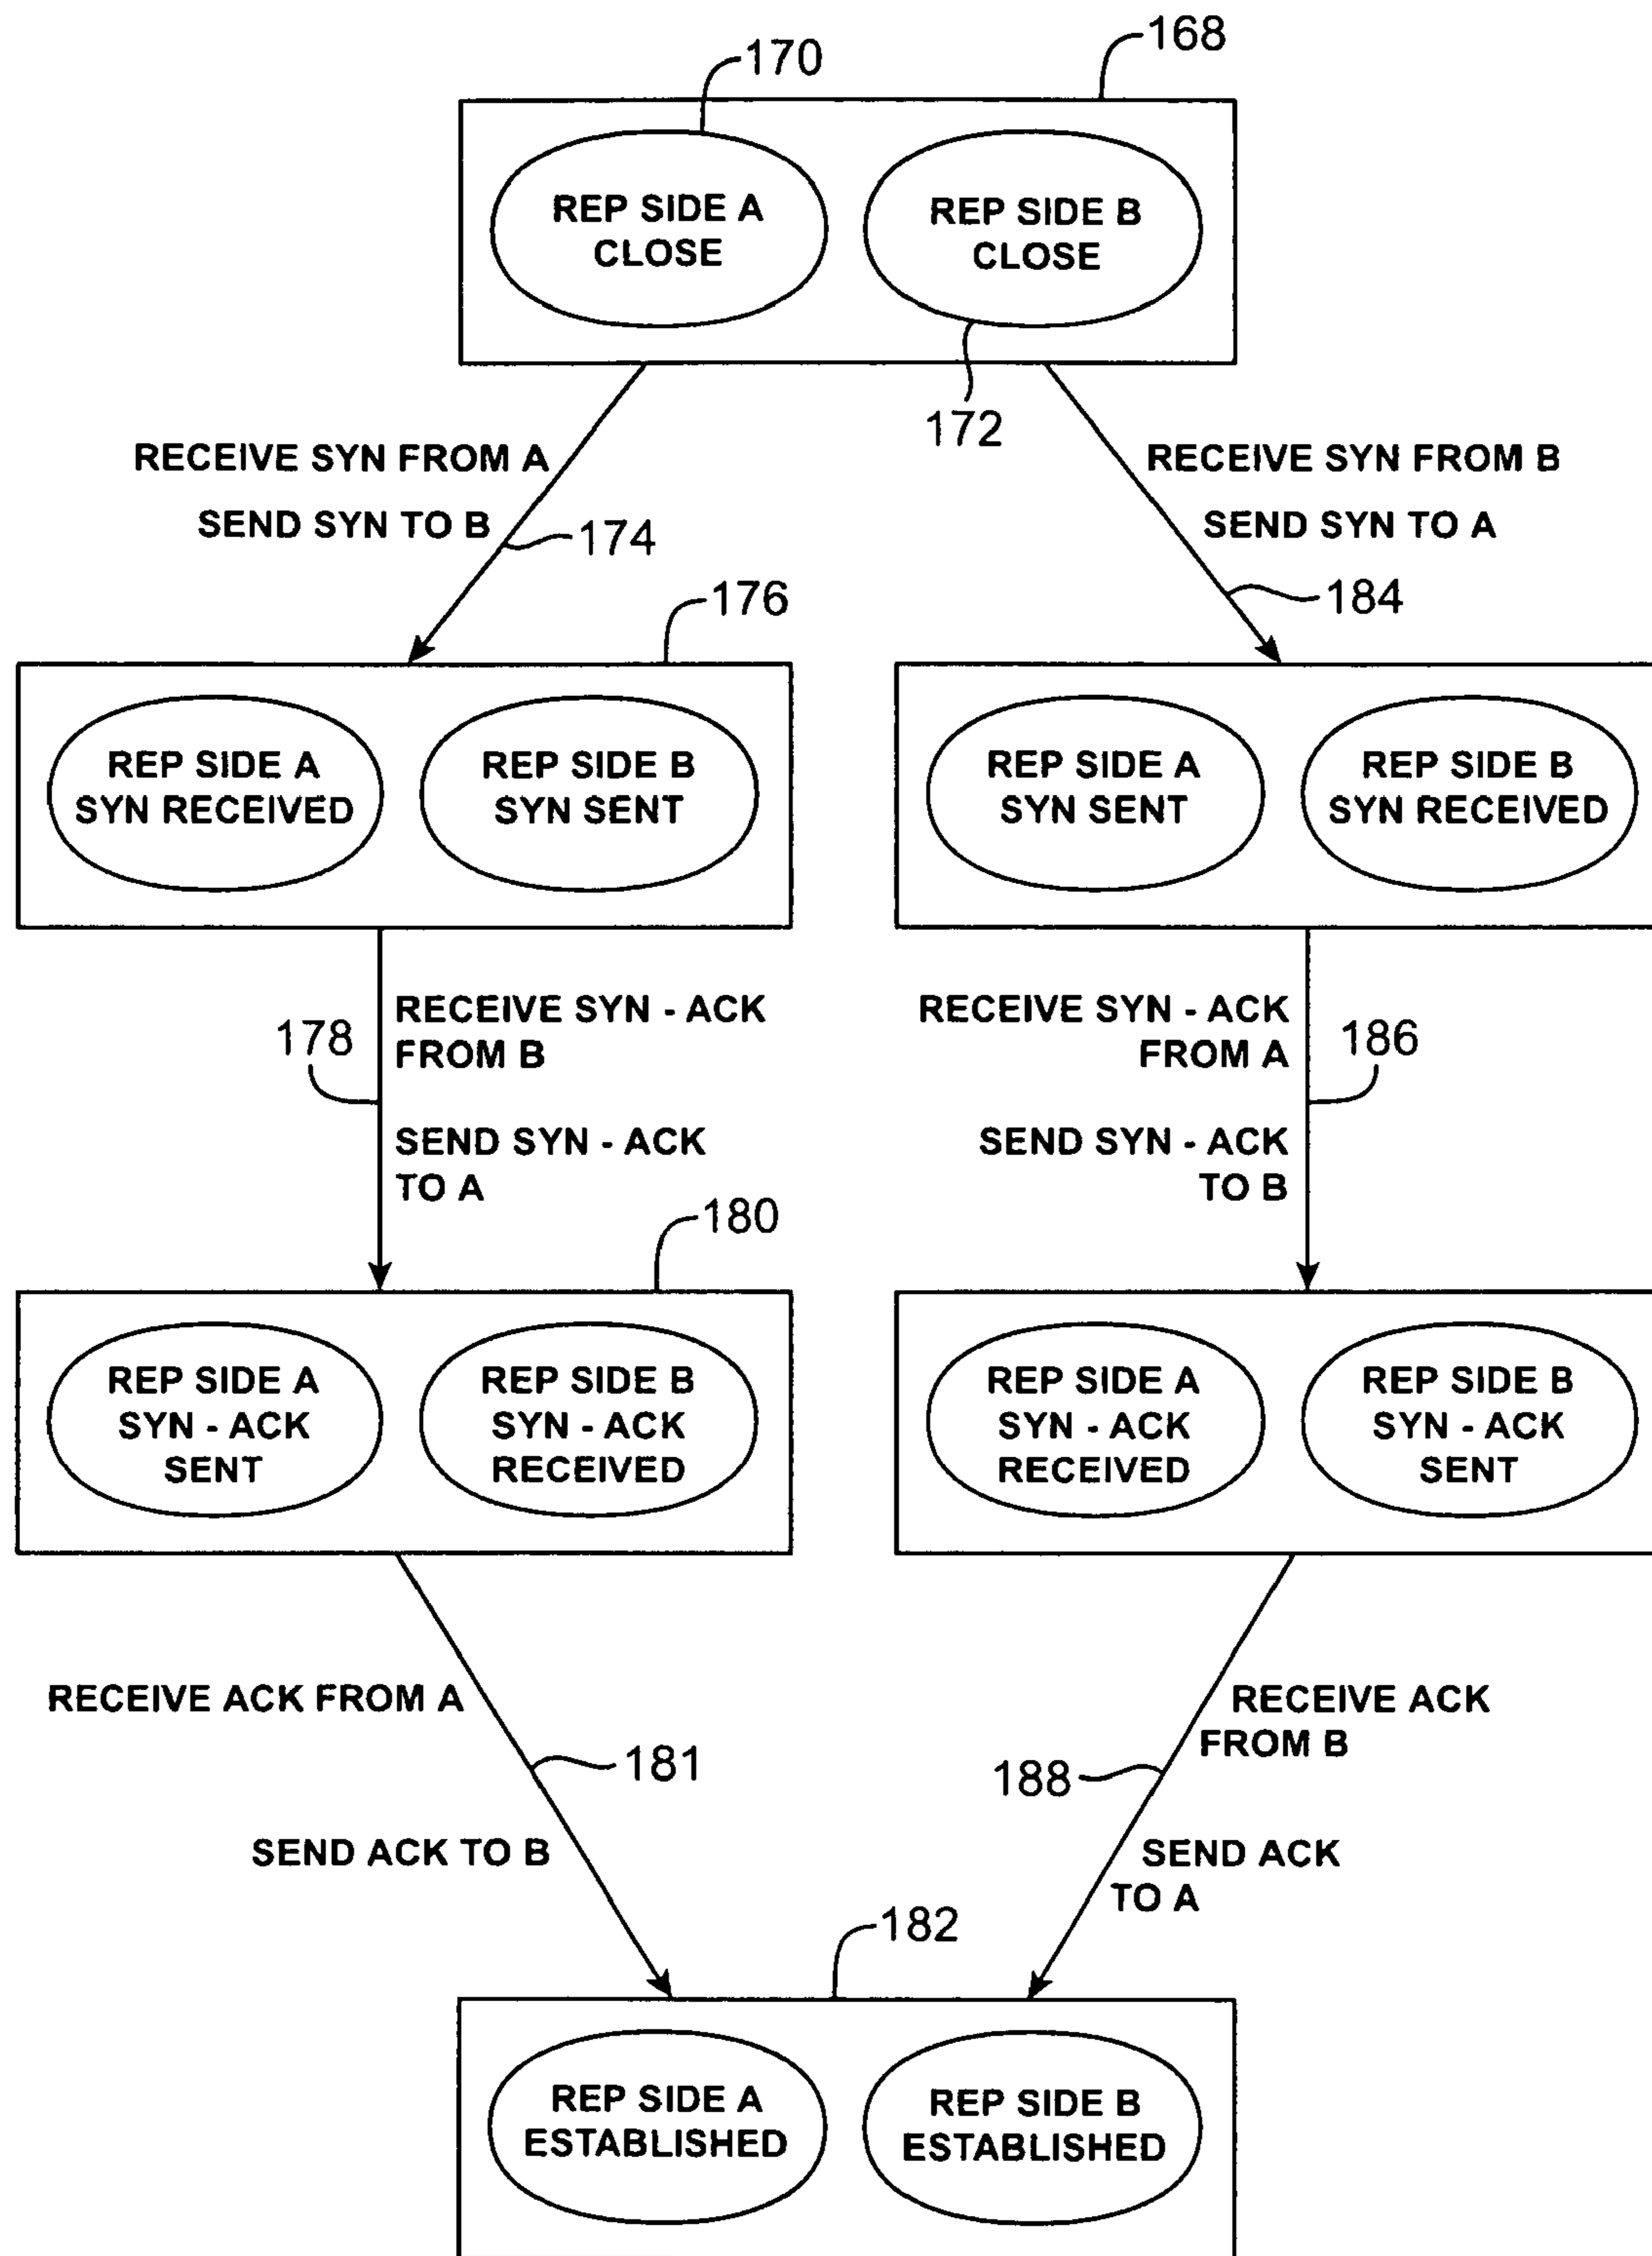 168
170
REP SIDE A
CLOSE
REP SIDE B
CLOSE
172
RECEIVE SYN FROM A
SEND SYN TO B
174
RECEIVE SYN FROM B
SEND SYN TO A
184
176
REP SIDE A
SYN RECEIVED
REP SIDE B
SYN SENT
REP SIDE A
SYN SENT
REP SIDE B
SYN RECEIVED
178
RECEIVE SYN - ACK
FROM B
SEND SYN - ACK
TO A
RECEIVE SYN - ACK
FROM A
SEND SYN - ACK
TO B
186
180
REP SIDE A
SYN - ACK
SENT
REP SIDE B
SYN - ACK
RECEIVED
REP SIDE A
SYN - ACK
RECEIVED
REP SIDE B
SYN - ACK
SENT
RECEIVE ACK FROM A
181
SEND ACK TO B
RECEIVE ACK
FROM B
188
SEND ACK
TO A
182
REP SIDE A
ESTABLISHED
REP SIDE B
ESTABLISHED